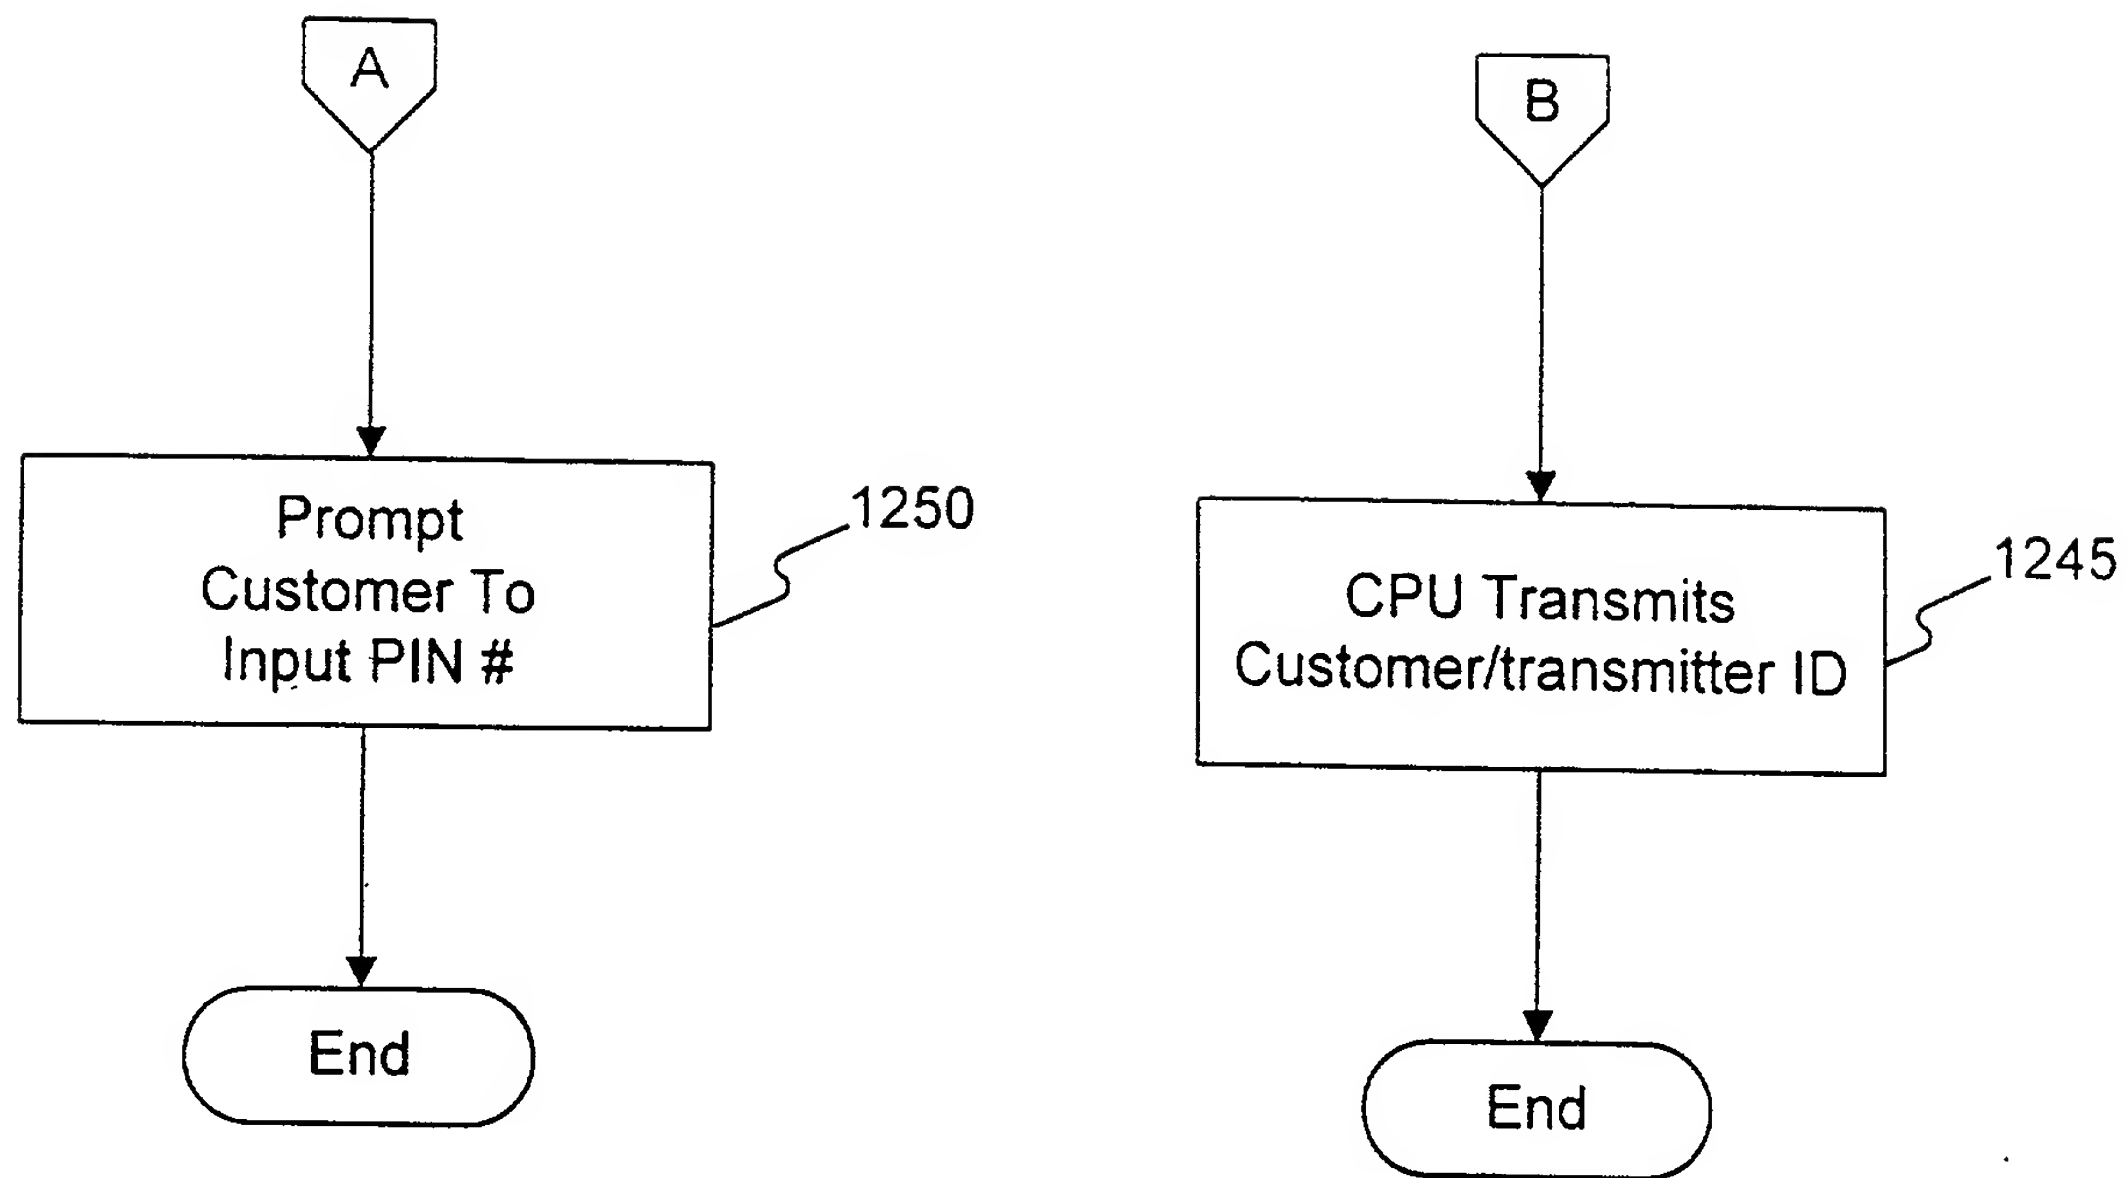 A
Prompt
Customer To
Input PIN #
1250
End
B
CPU Transmits
Customer/transmitter ID
1245
End